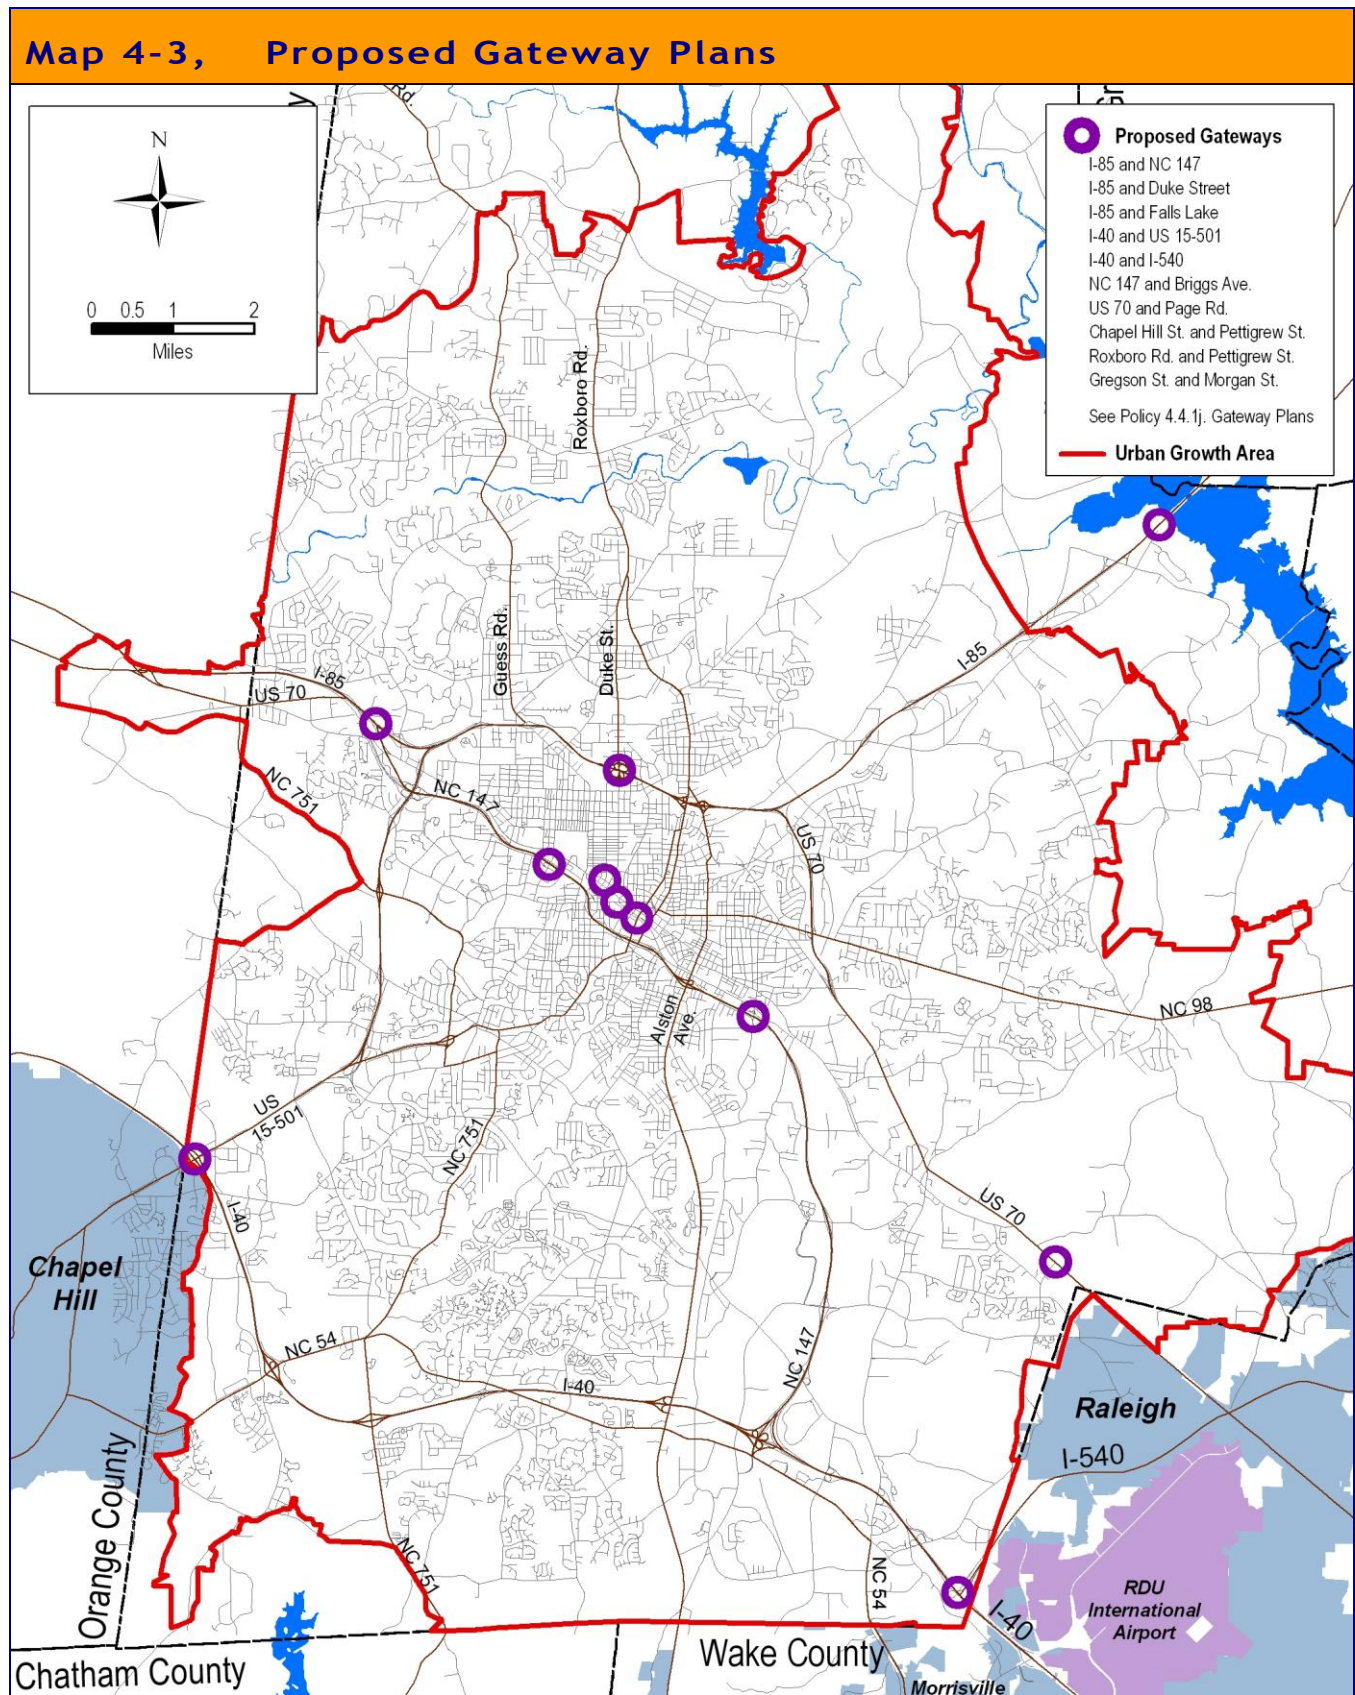 Map 4-3, Proposed Gateway Plans
Rd.
N
0 0.5 1 2
Miles
Proposed Gateways
I-85 and NC 147
I-85 and Duke Street
I-85 and Falls Lake
I-40 and US 15-501
I-40 and I-540
NC 147 and Briggs Ave.
US 70 and Page Rd.
Chapel Hill St. and Pettigrew St.
Roxboro Rd. and Pettigrew St.
Gregson St. and Morgan St.
See Policy 4.4.1j. Gateway Plans
Urban Growth Area
Roxboro Rd.
Guess Rd.
Duke St.
I-85
I-85
US 70
NC 751
NC 147
US 70
NC 98
Alston
Ave.
US
15-501
NC 751
I-40
US 70
Chapel
Hill
NC 54
I-40
NC 147
Raleigh
I-540
Orange County
NC 751
NC 54
I-40
RDU
International
Airport
Wake County
Chatham County
Morrisville